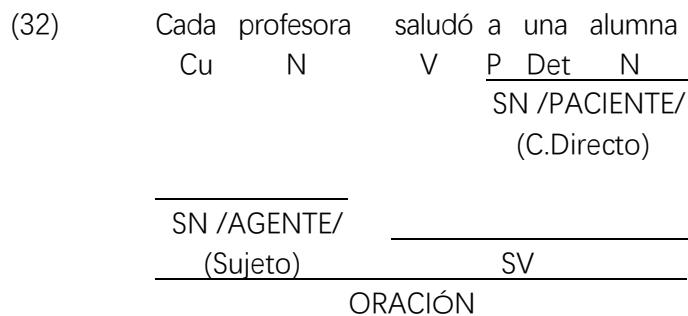 (32) Cada profesora saludó a una alumna
Cu N V P Det N
SN /PACIENTE/
(C.Directo)
SN /AGENTE/
(Sujeto) SV
ORACIÓN